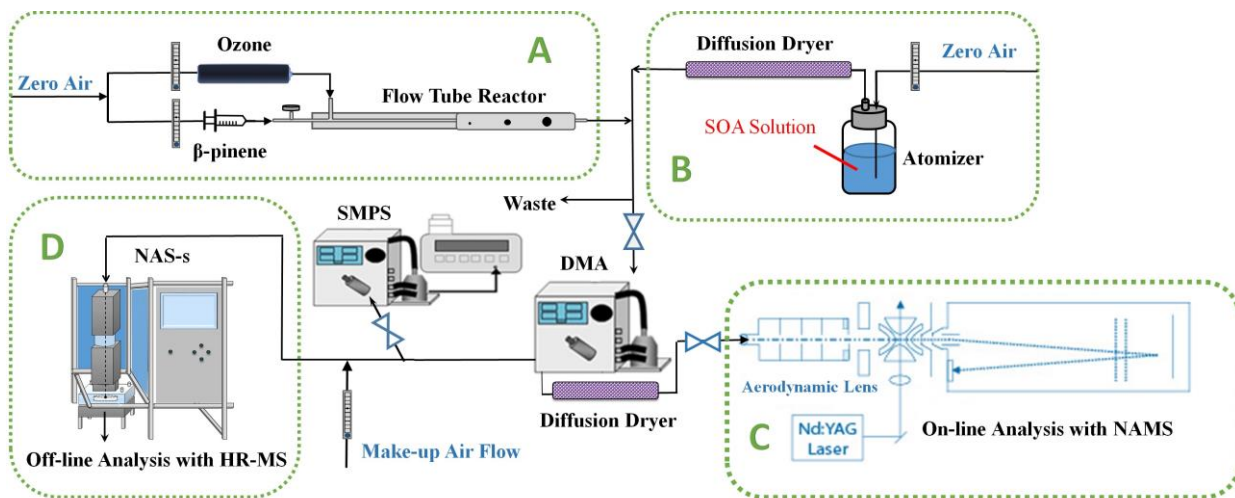 Ozone
A
Zero Air
Flow Tube Reactor
β-pinene
Diffusion Dryer
Zero Air
SOA Solution
Atomizer
B
Waste
SMPS
DMA
D
NAS-s
Off-line Analysis with HR-MS
Make-up Air Flow
Diffusion Dryer
Aerodynamic Lens
C
Nd:YAG
Laser
On-line Analysis with NAMS